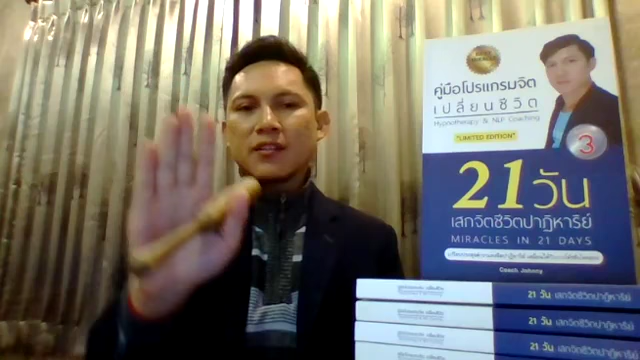 คู่มือโปรแกรมจิต
เปลี่ยนชีวิต
Hypnotherapy & NLP Coaching
"LIMITED EDITION"
3
21 วัน
เสกจิตชีวิตปาฏิหาริย์
MIRACLES IN 21 DAYS
Coach Johnny
21 วัน เสกจิตชีวิตปาฏิหาริย์
21 วัน เสกจิตชีวิตปาฏิหาริย์
21 วัน เสกจิตชีวิตปาฏิหาริย์